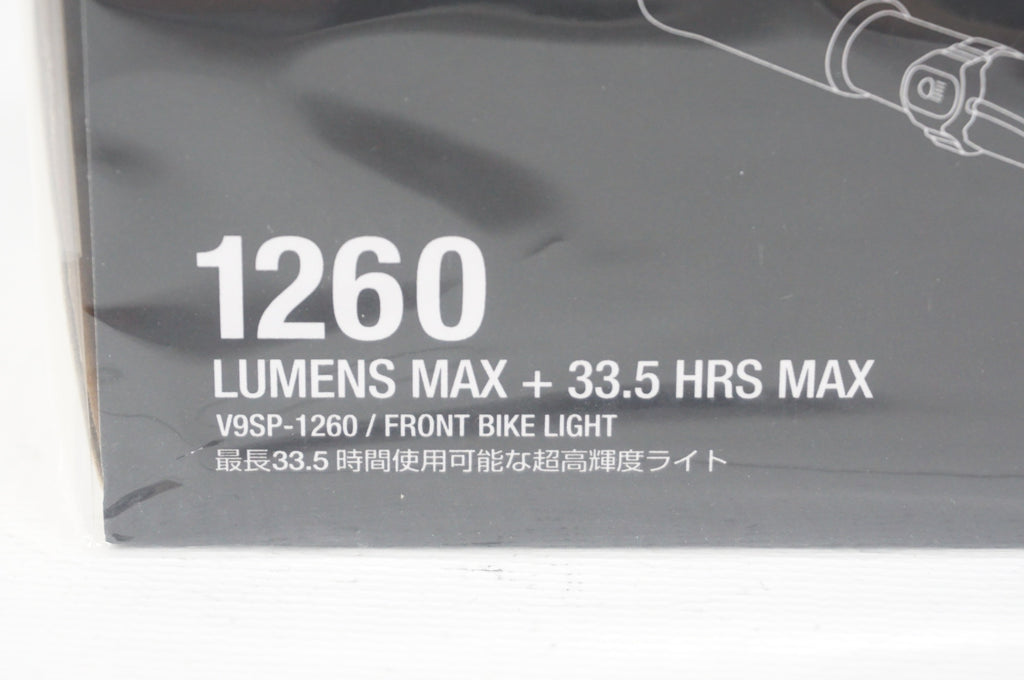 1260
LUMENS MAX + 33.5 HRS MAX
V9SP-1260 / FRONT BIKE LIGHT
最長33.5 時間使用可能な超高輝度ライト